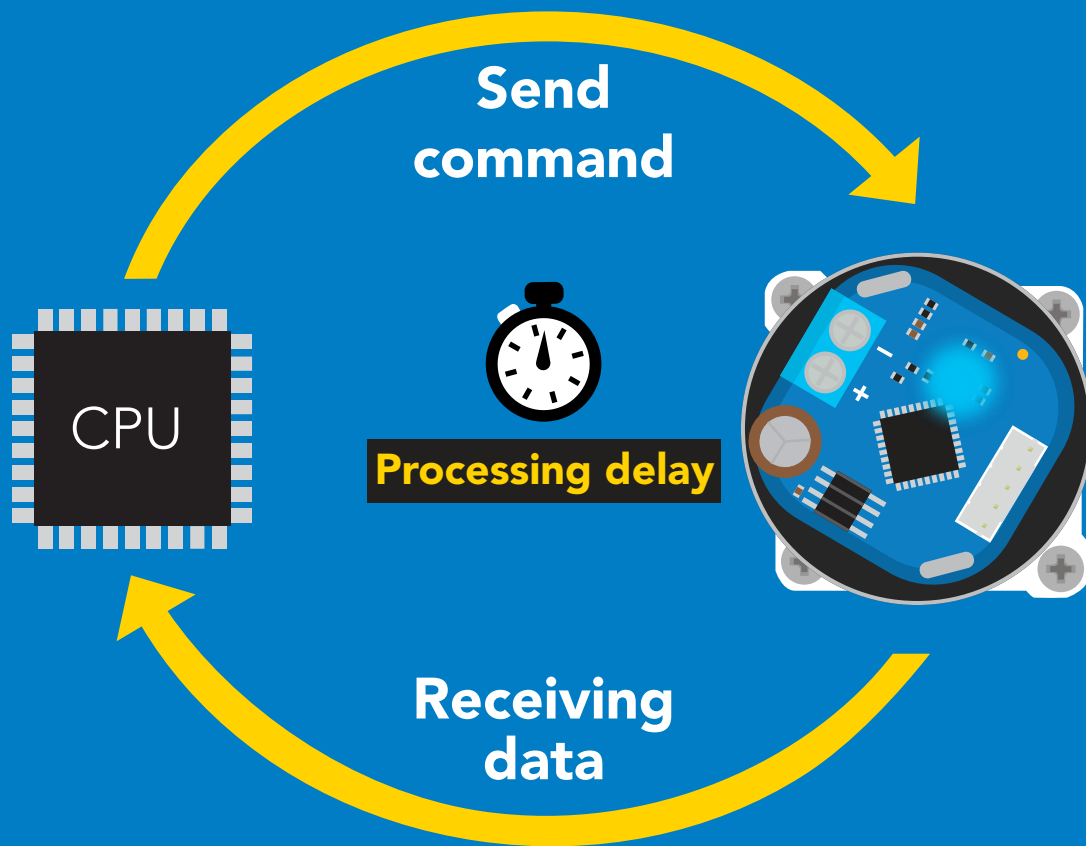 Send
command
CPU
Processing delay
- +
Receiving
data